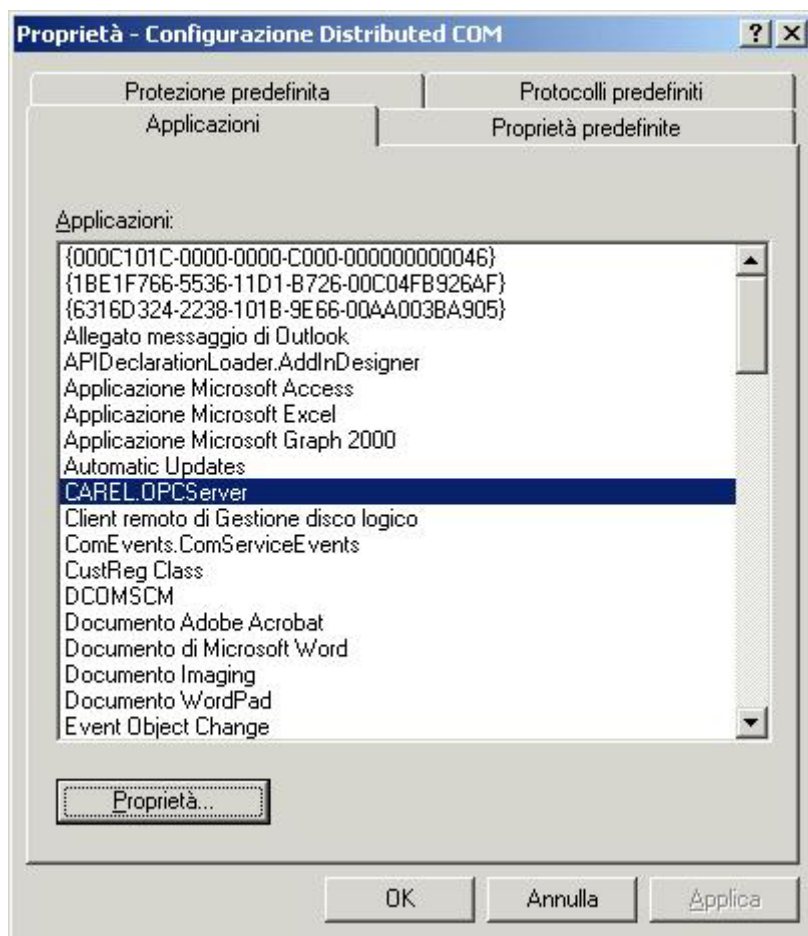 Proprietà - Configurazione Distributed COM
Protezione predefinita
Protocolli predefiniti
Applicazioni
Proprietà predefinite
Applicazioni:
{000C101C-0000-0000-C000-000000000046}
{1BE1F766-5536-11D1-B726-00C04FB926AF}
{6316D324-2238-101B-9E66-00AA003BA905}
Allegato messaggio di Outlook
APIDeclarationLoader.AddInDesigner
Applicazione Microsoft Access
Applicazione Microsoft Excel
Applicazione Microsoft Graph 2000
Automatic Updates
CAREL.OPCServer
Client remoto di Gestione disco logico
ComEvents.ComServiceEvents
CustReg Class
DCOMSCM
Documento Adobe Acrobat
Documento di Microsoft Word
Documento Imaging
Documento WordPad
Event Object Change
Proprietà...
OK
Annulla
Applica